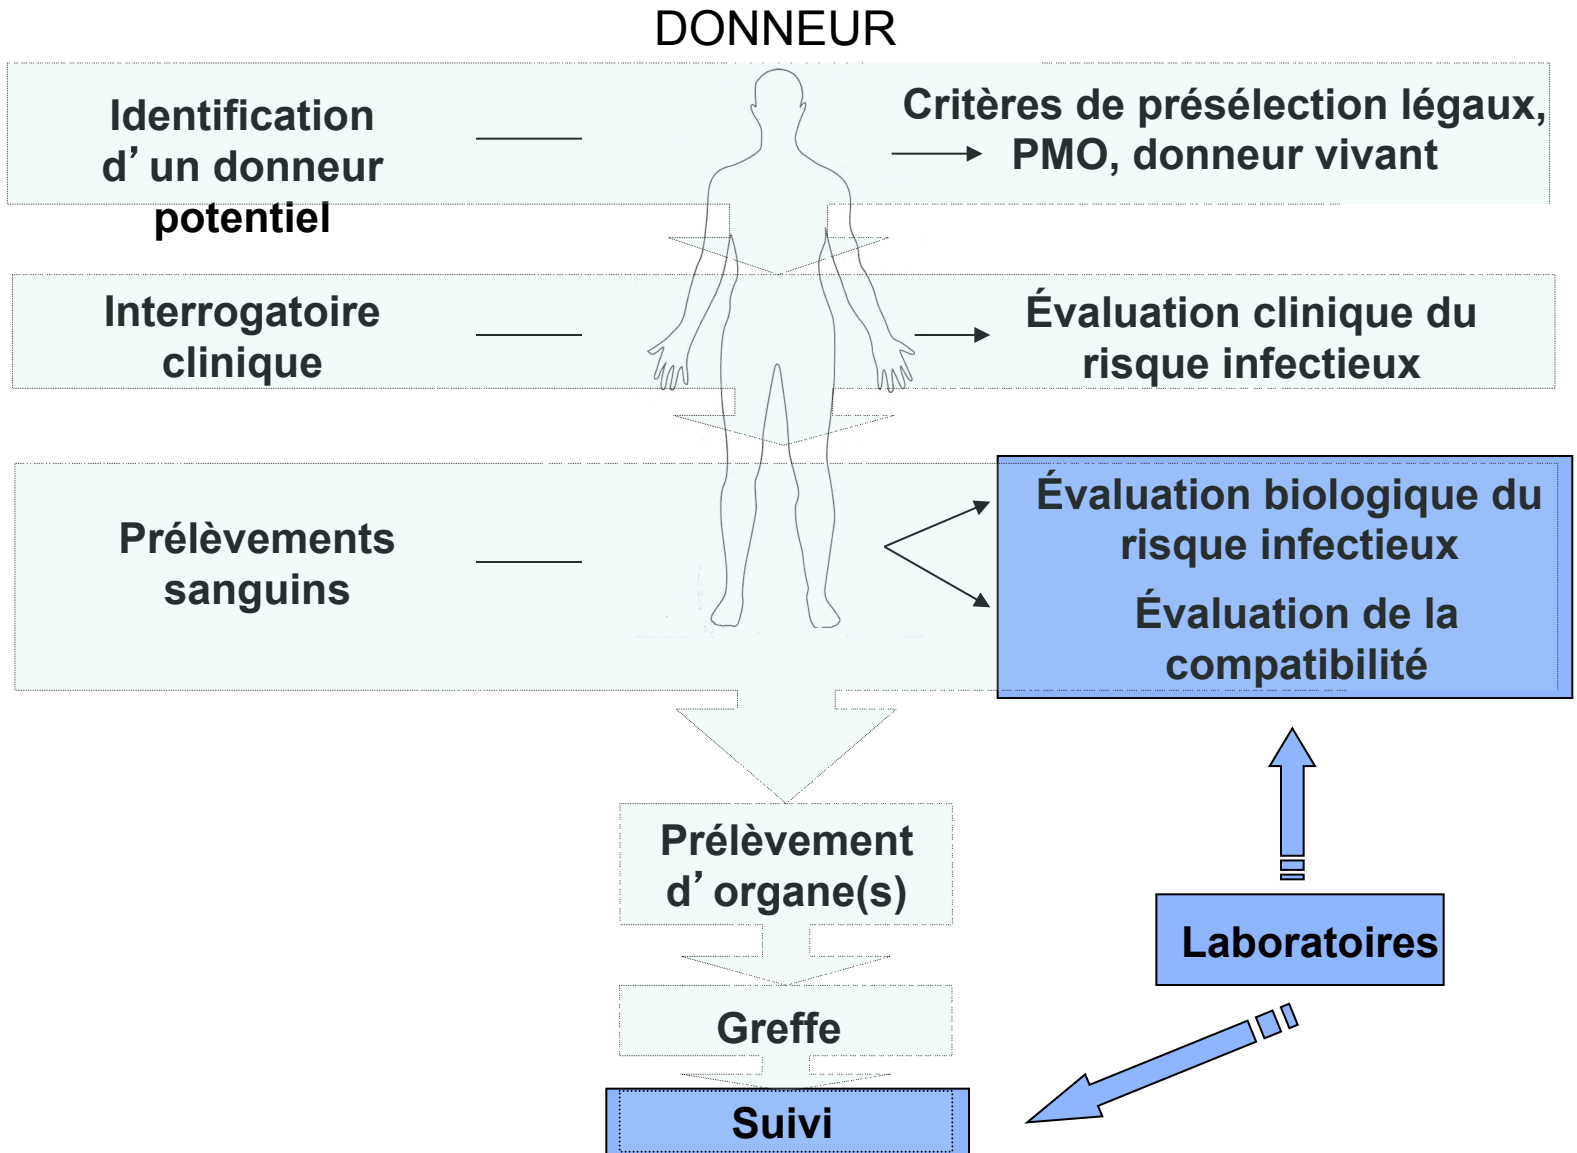 DONNEUR
Identification
d’ un donneur
potentiel
Critères de présélection légaux,
PMO, donneur vivant
Interrogatoire
clinique
Évaluation clinique du
risque infectieux
Prélèvements
sanguins
Évaluation biologique du
risque infectieux
Évaluation de la
compatibilité
Prélèvement
d’ organe(s)
Laboratoires
Greffe
Suivi